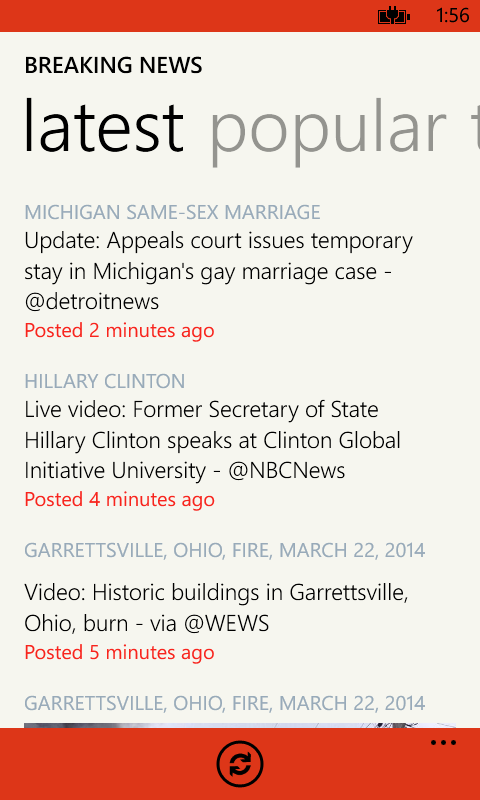 1:56
BREAKING NEWS
latest popular t
MICHIGAN SAME-SEX MARRIAGE
Update: Appeals court issues temporary
stay in Michigan's gay marriage case -
@detroitnews
Posted 2 minutes ago
HILLARY CLINTON
Live video: Former Secretary of State
Hillary Clinton speaks at Clinton Global
Initiative University - @NBCNews
Posted 4 minutes ago
GARRETTSVILLE, OHIO, FIRE, MARCH 22, 2014
Video: Historic buildings in Garrettsville,
Ohio, burn - via @WEWS
Posted 5 minutes ago
GARRETTSVILLE, OHIO, FIRE, MARCH 22, 2014